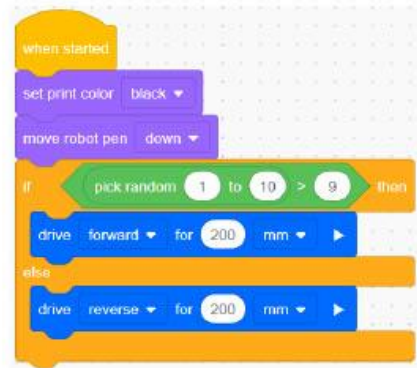 when started
set print color black
move robot pen down
if pick random 1 to 10 > 9 then
drive forward for 200 mm
else
drive reverse for 200 mm